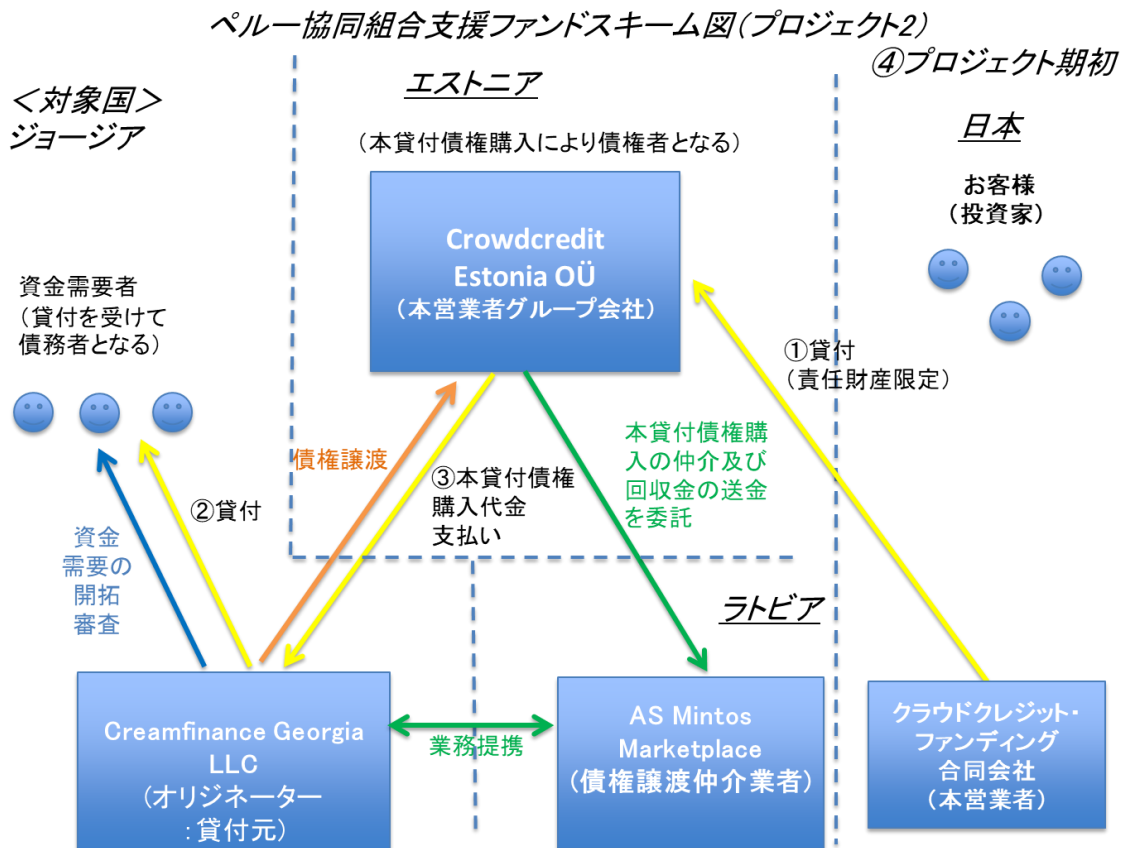 ペルー協同組合支援ファンドスキーム図(プロジェクト2)
④プロジェクト期初
＜対象国＞
ジョージア
エストニア
(本貸付債権購入により債権者となる)
日本
お客様
(投資家)
Crowdcredit
Estonia OÜ
(本営業者グループ会社)
資金需要者
(貸付を受けて
債務者となる)
①貸付
(責任財産限定)
債権譲渡
③本貸付債権
購入代金
支払い
本貸付債権購
入の仲介及び
回収金の送金
を委託
②貸付
資金
需要の
開拓
審査
ラトビア
Creamfinance Georgia
LLC
(オリジネーター
:貸付元)
業務提携
AS Mintos
Marketplace
(債権譲渡仲介業者)
クラウドクレジット・
ファンディング
合同会社
(本営業者)